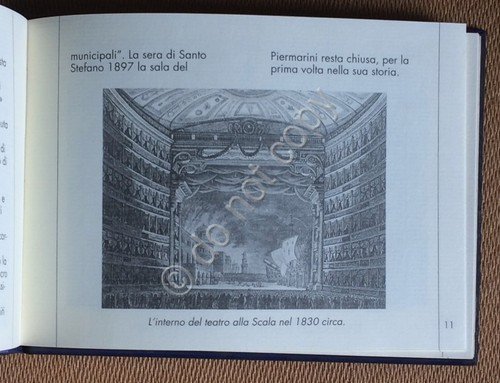 municipali”. La sera di Santo
Stefano 1897 la sala del
Piermarini resta chiusa, per la
prima volta nella sua storia.
© do not copy
L'interno del teatro alla Scala nel 1830 circa.
11